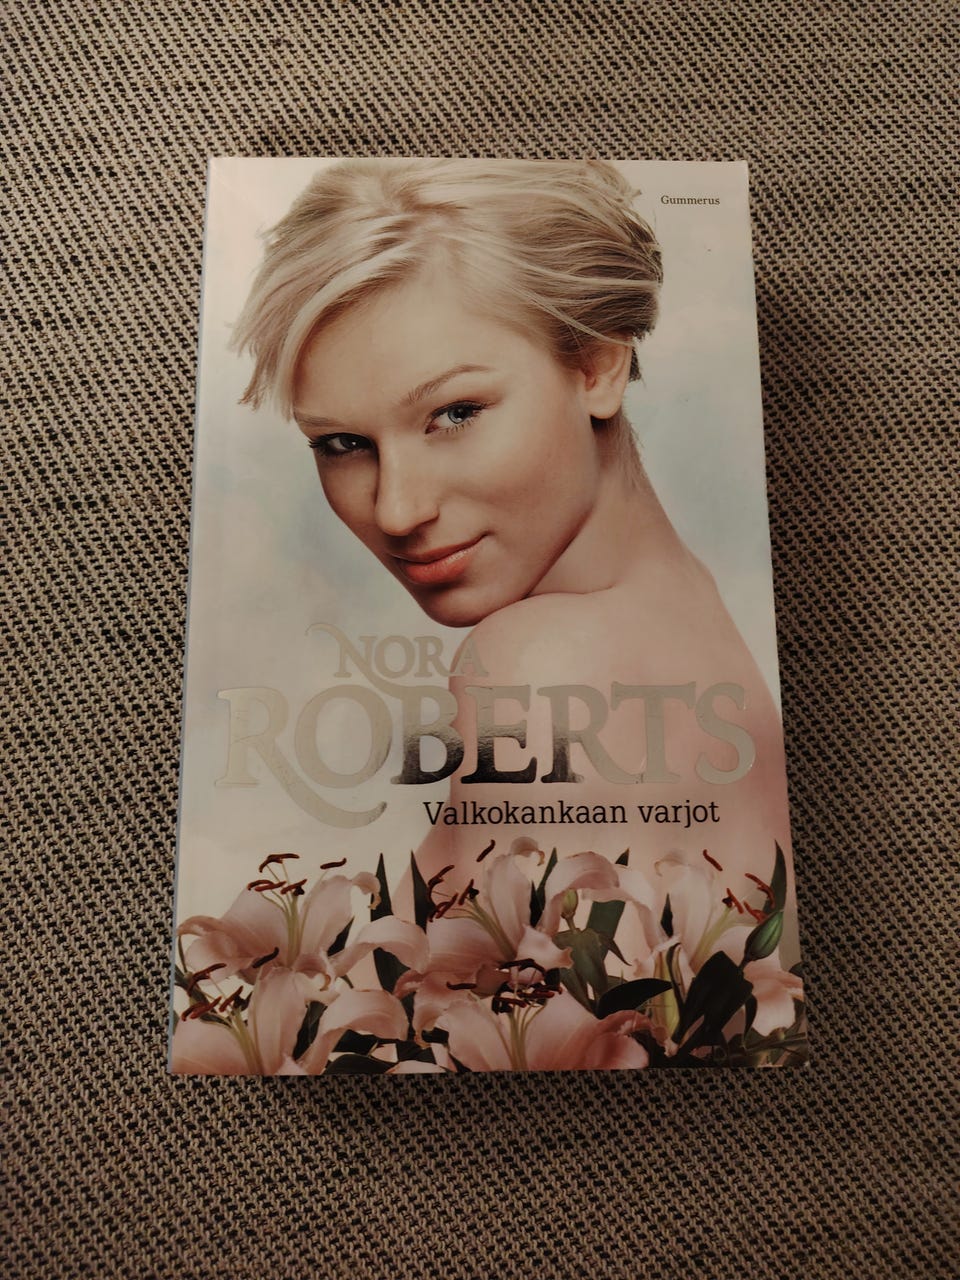 Gummerus
NORA
ROBERTS
Valkokankaan varjot